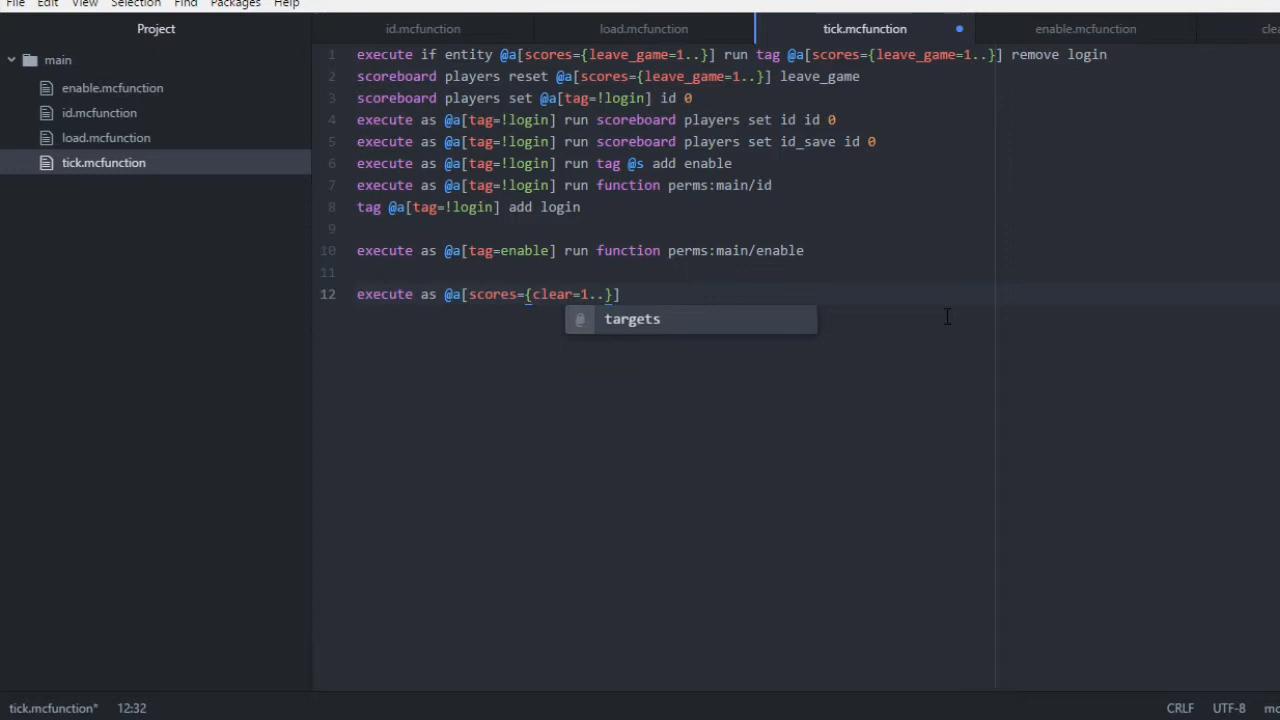 File Edit View Selection Find Packages Help
Project
id.mcfunction load.mcfunction tick.mcfunction enable.mcfunction
main
enable.mcfunction
id.mcfunction
load.mcfunction
tick.mcfunction
1 execute if entity @a[scores={leave_game=1..}] run tag @a[scores={leave_game=1..}] remove login
2 scoreboard players reset @a[scores={leave_game=1..}] leave_game
3 scoreboard players set @a[tag=!login] id 0
4 execute as @a[tag=!login] run scoreboard players set id id 0
5 execute as @a[tag=!login] run scoreboard players set id_save id 0
6 execute as @a[tag=!login] run tag @s add enable
7 execute as @a[tag=!login] run function perms:main/id
8 tag @a[tag=!login] add login
9
10 execute as @a[tag=enable] run function perms:main/enable
11
12 execute as @a[scores={clear=1..}]
@ targets
tick.mcfunction* 12:32 CRLF UTF-8